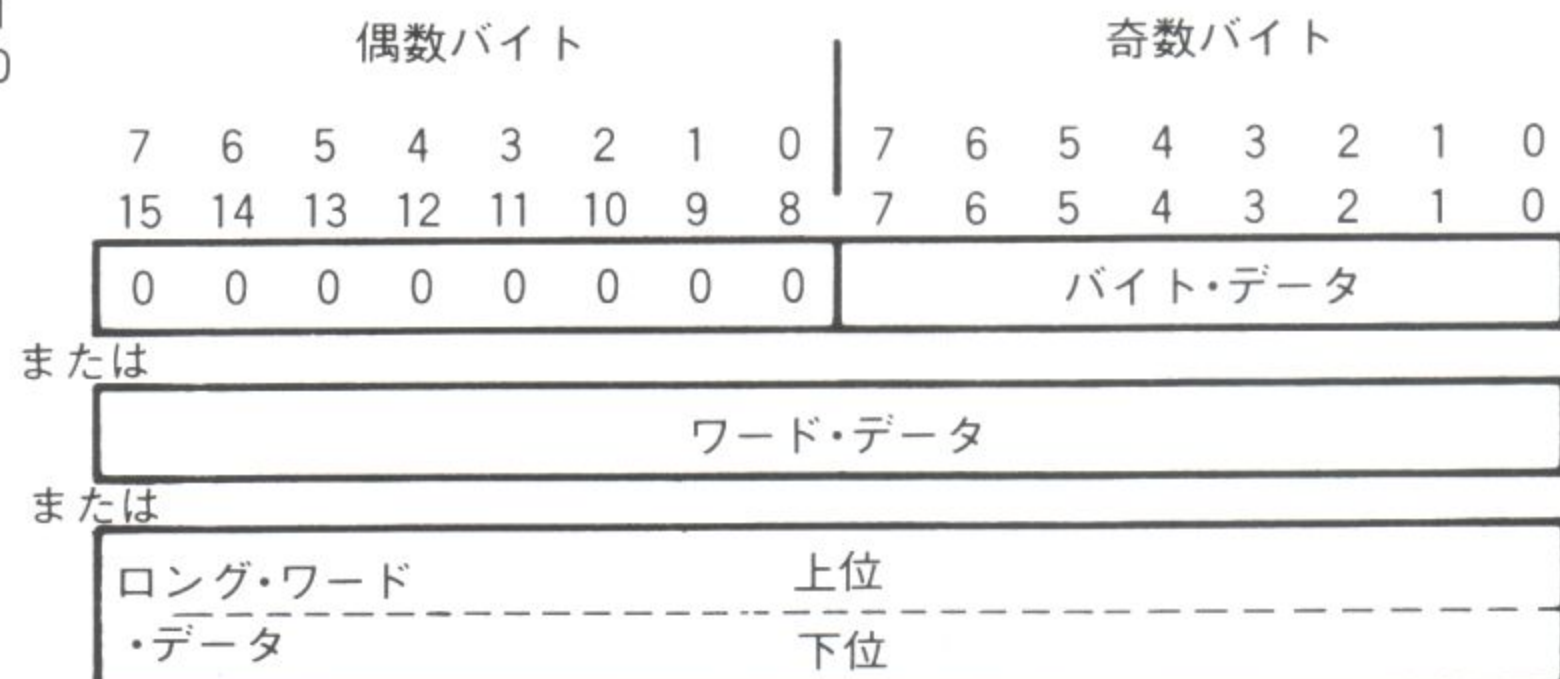 偶数バイト 奇数バイト
7 6 5 4 3 2 1 0 7 6 5 4 3 2 1 0
15 14 13 12 11 10 9 8 7 6 5 4 3 2 1 0
0 0 0 0 0 0 0 0 バイト・データ
または
ワード・データ
または
ロング・ワード 上位
・データ 下位